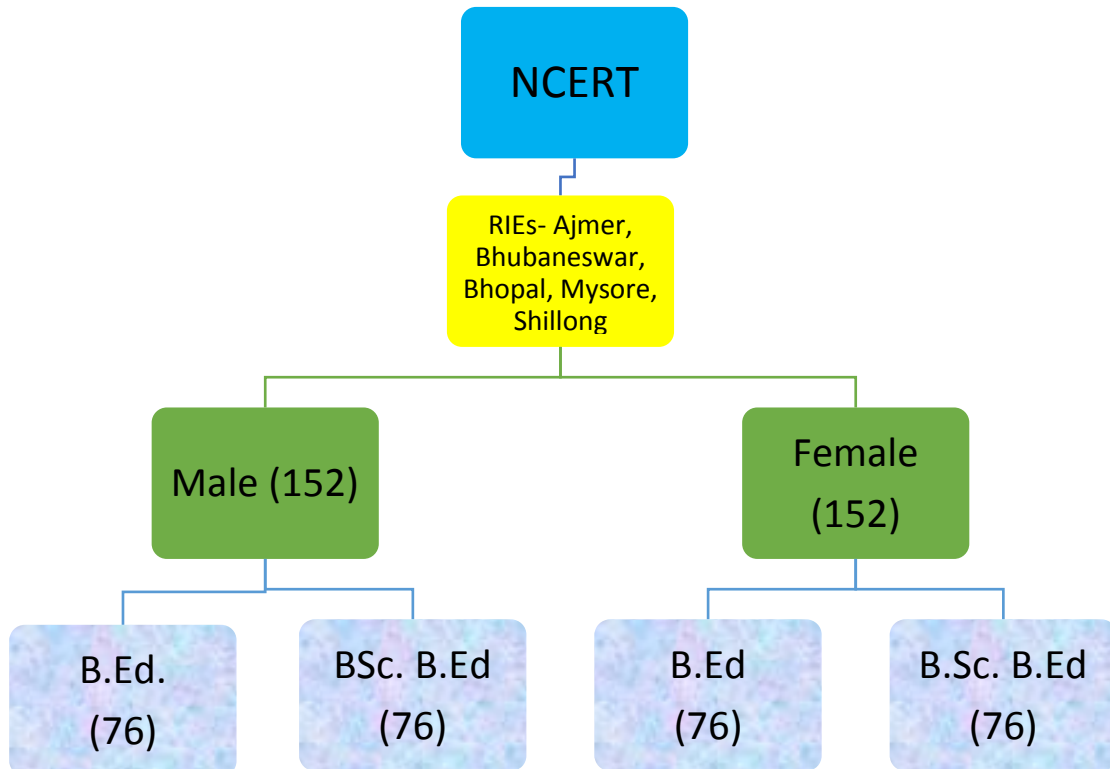 NCERT
RIEs- Ajmer,
Bhubaneswar,
Bhopal, Mysore,
Shillong
Male (152)
Female
(152)
B.Ed.
(76)
BSc. B.Ed
(76)
B.Ed
(76)
B.Sc. B.Ed
(76)